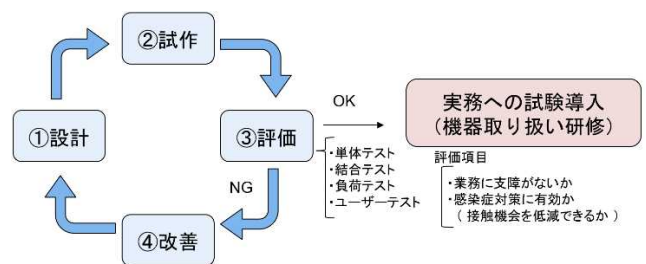 ②試作
OK
実務への試験導入
(機器取り扱い研修)
①設計
③評価
・単体テスト
・結合テスト
・負荷テスト
・ユーザーテスト
評価項目
・業務に支障がないか
・感染症対策に有効か
( 接触機会を低減できるか )
NG
④改善